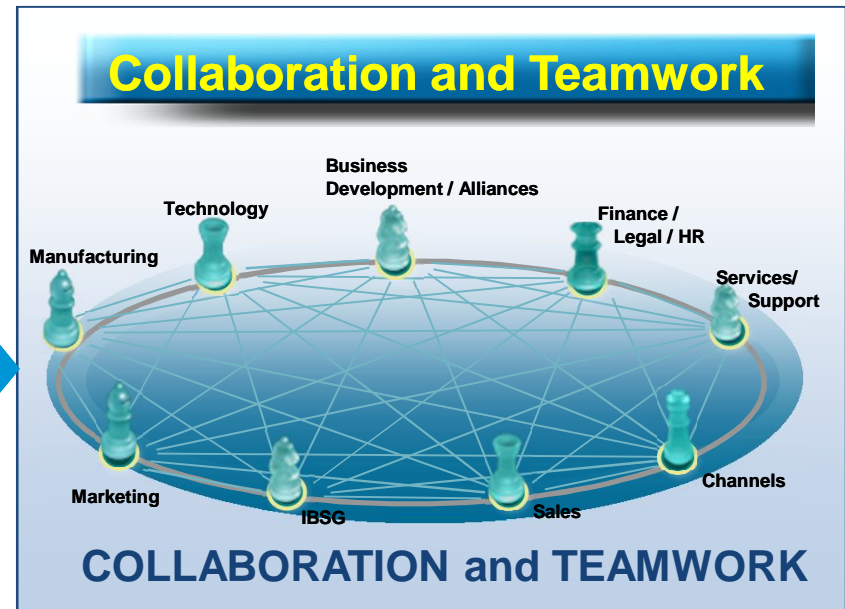 Collaboration and Teamwork
Business
Development / Alliances
Technology
Finance /
Legal / HR
Manufacturing
Services/
Support
Channels
Marketing
IBSG
Sales
COLLABORATION and TEAMWORK